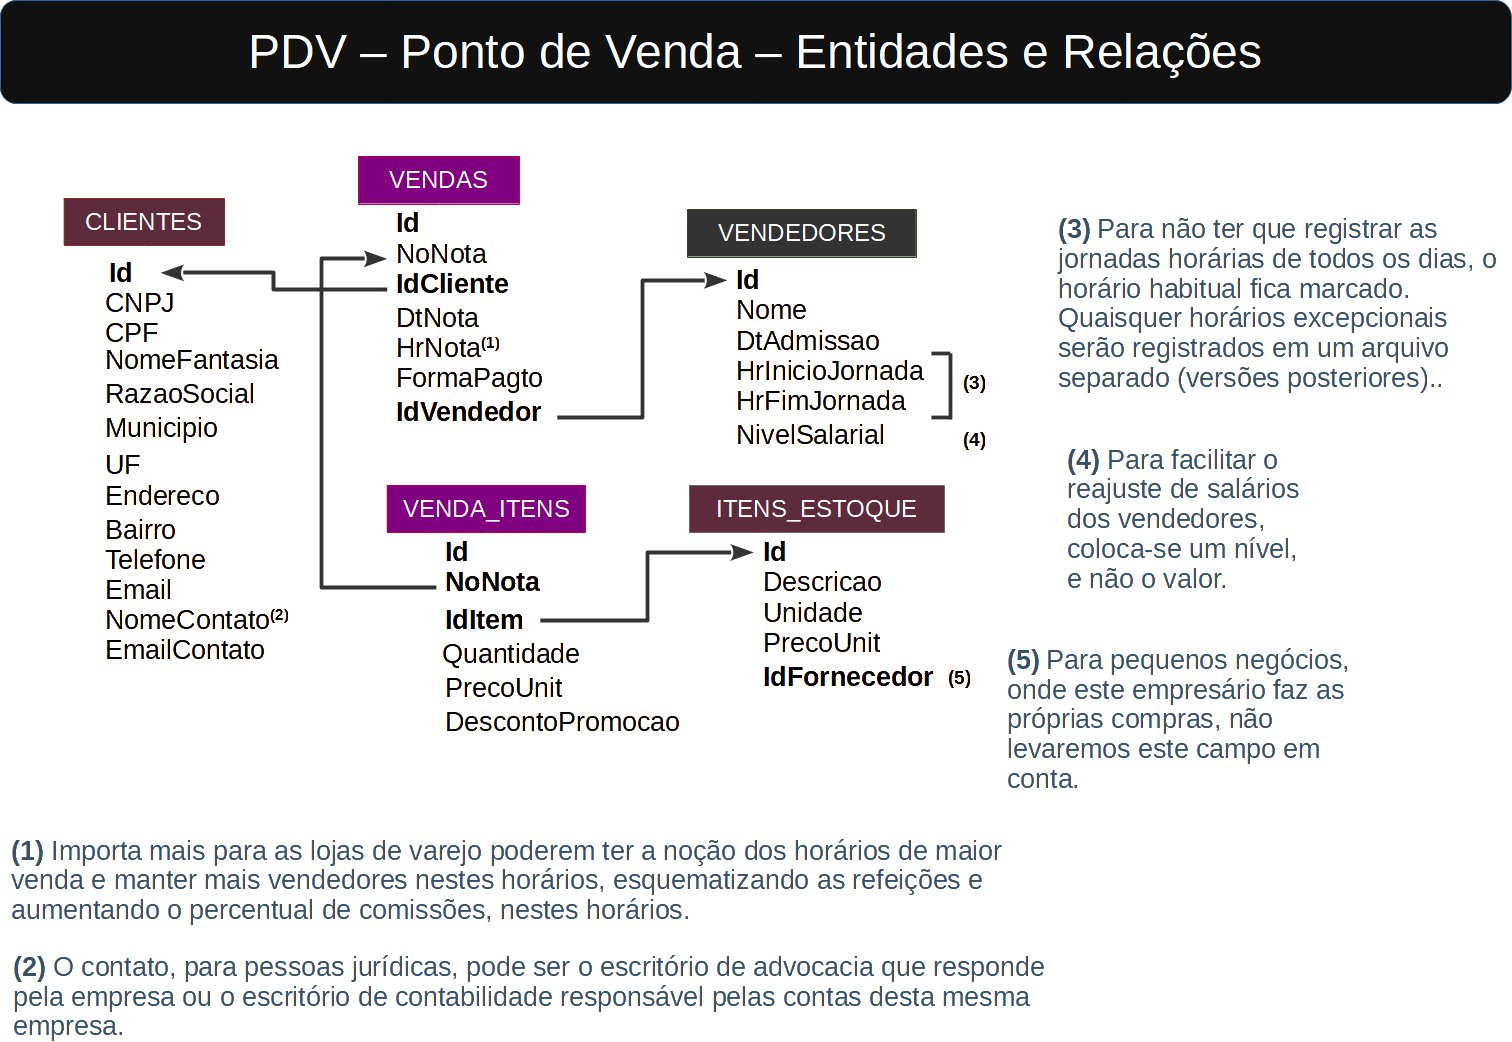 PDV – Ponto de Venda – Entidades e Relações
CLIENTES
Id
CNPJ
CPF
NomeFantasia
RazaoSocial
Municipio
UF
Endereco
Bairro
Telefone
Email
NomeContato(2)
EmailContato
VENDAS
Id
NoNota
IdCliente
DtNota
HrNota(1)
FormaPagto
IdVendedor
VENDEDORES
Id
Nome
DtAdmissao
HrInicioJornada
HrFimJornada
(3)
NivelSalarial
(4)
VENDA_ITENS
Id
NoNota
IdItem
Quantidade
PrecoUnit
DescontoPromocao
ITENS_ESTOQUE
Id
Descricao
Unidade
PrecoUnit
IdFornecedor (5)
(3) Para não ter que registrar as
jornadas horárias de todos os dias, o
horário habitual fica marcado.
Quaisquer horários excepcionais
serão registrados em um arquivo
separado (versões posteriores)..
(4) Para facilitar o
reajuste de salários
dos vendedores,
coloca-se um nível,
e não o valor.
(5) Para pequenos negócios,
onde este empresário faz as
próprias compras, não
levaremos este campo em
conta.
(1) Importa mais para as lojas de varejo poderem ter a noção dos horários de maior
venda e manter mais vendedores nestes horários, esquematizando as refeições e
aumentando o percentual de comissões, nestes horários.
(2) O contato, para pessoas jurídicas, pode ser o escritório de advocacia que responde
pela empresa ou o escritório de contabilidade responsável pelas contas desta mesma
empresa.